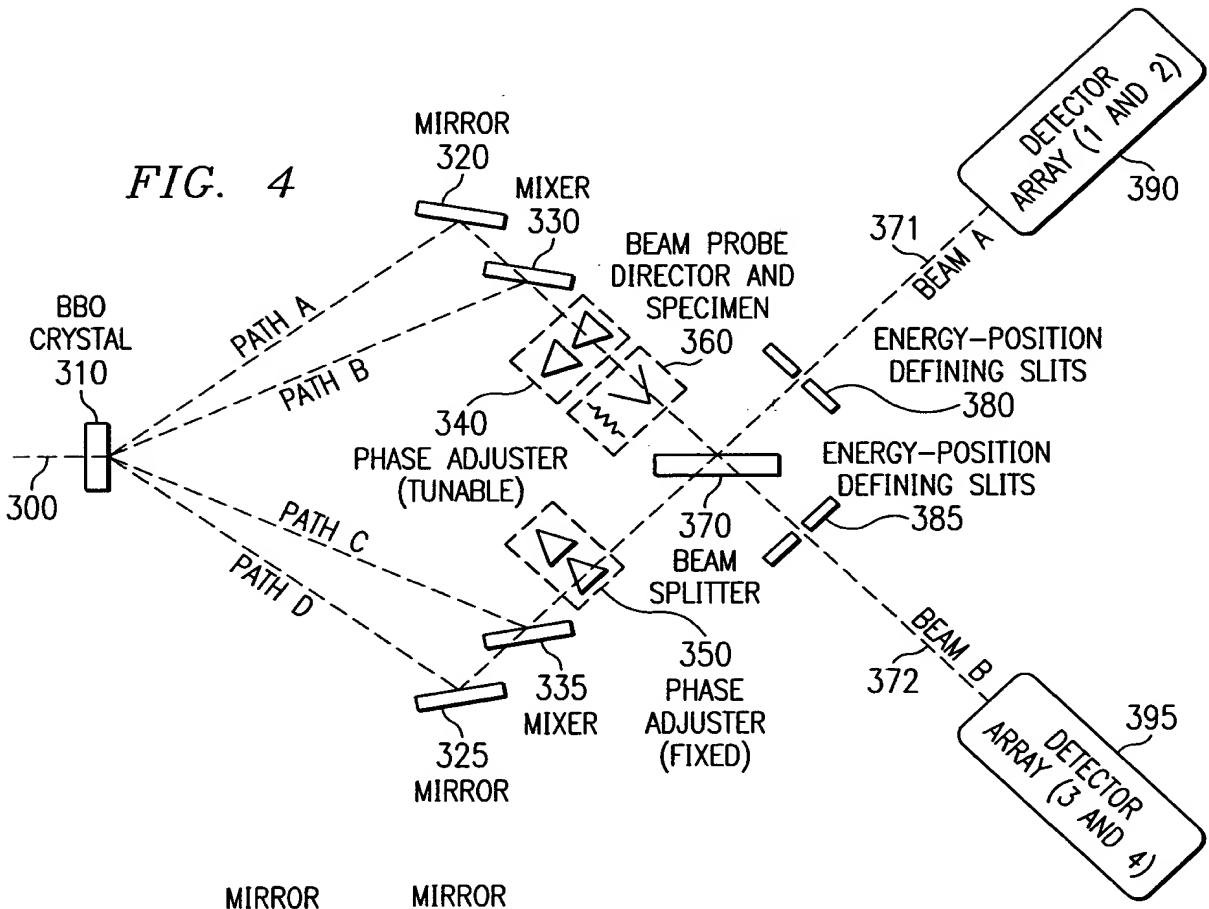 FIG. 4
MIRROR
320
MIXER
330
BEAM PROBE
DIRECTOR AND
SPECIMEN
360
DETECTOR
ARRAY (1 AND 2)
390
371
BEAM A
BBO
CRYSTAL
310
PATH A
PATH B
300
340
PHASE ADJUSTER
(TUNABLE)
ENERGY-POSITION
DEFINING SLITS
380
ENERGY-POSITION
DEFINING SLITS
385
370
BEAM
SPLITTER
PATH C
PATH D
335
MIXER
325
MIRROR
350
PHASE
ADJUSTER
(FIXED)
BEAM B
372
395
DETECTOR
ARRAY (3 AND 4)
MIRROR MIRROR